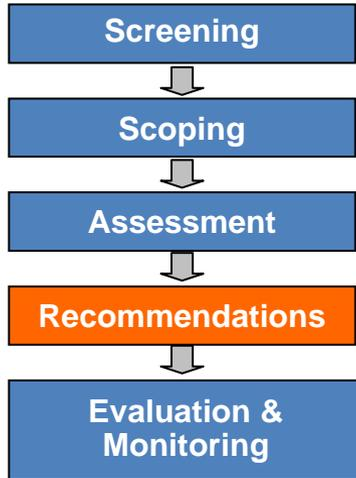 Screening
Scoping
Assessment
Recommendations
Evaluation &
Monitoring